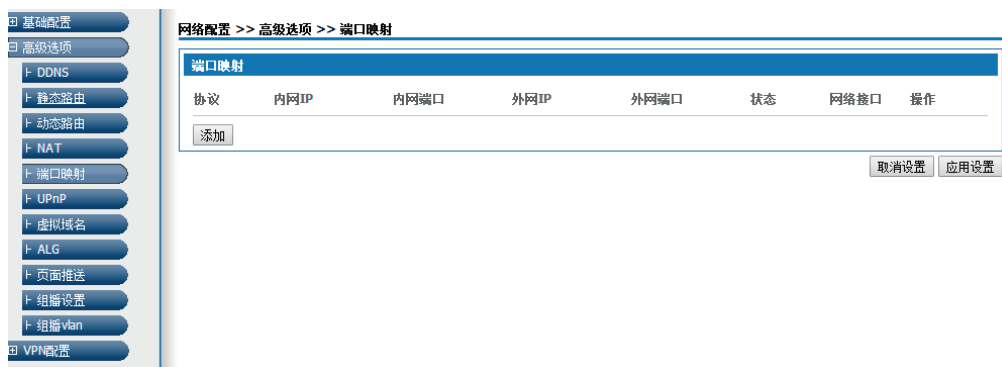 基础配置
高级选项
DDNS
静态路由
动态路由
NAT
端口映射
UPnP
虚拟域名
ALG
页面推送
组播设置
组播vlan
VPN配置
网络配置 >> 高级选项 >> 端口映射
端口映射
协议 内网IP 内网端口 外网IP 外网端口 状态 网络接口 操作
添加
取消设置 应用设置